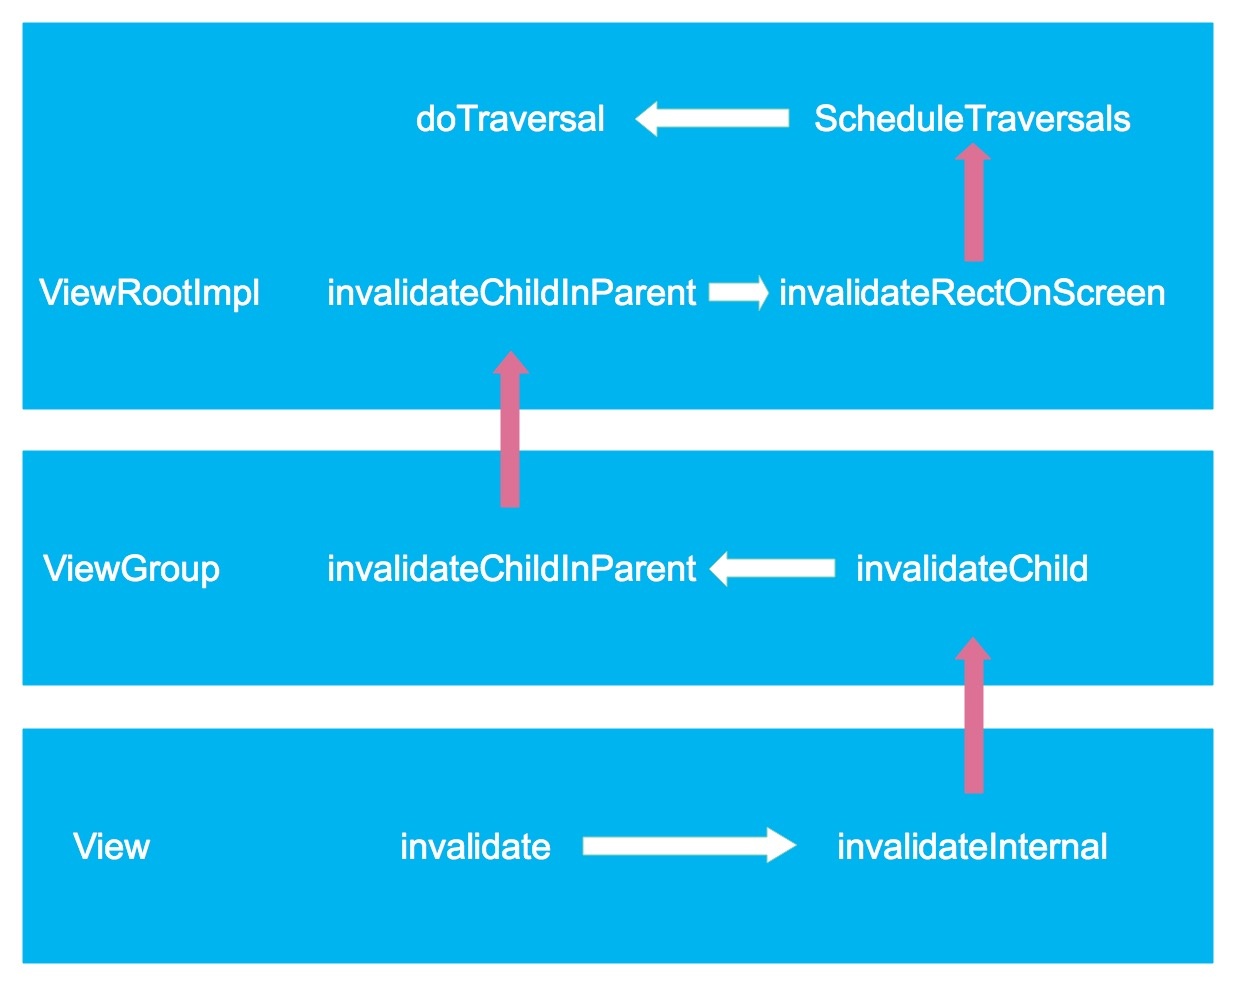 doTraversal
ScheduleTraversals
ViewRootImpl
invalidateChildInParent
invalidateRectOnScreen
ViewGroup
invalidateChildInParent
invalidateChild
View
invalidate
invalidateInternal